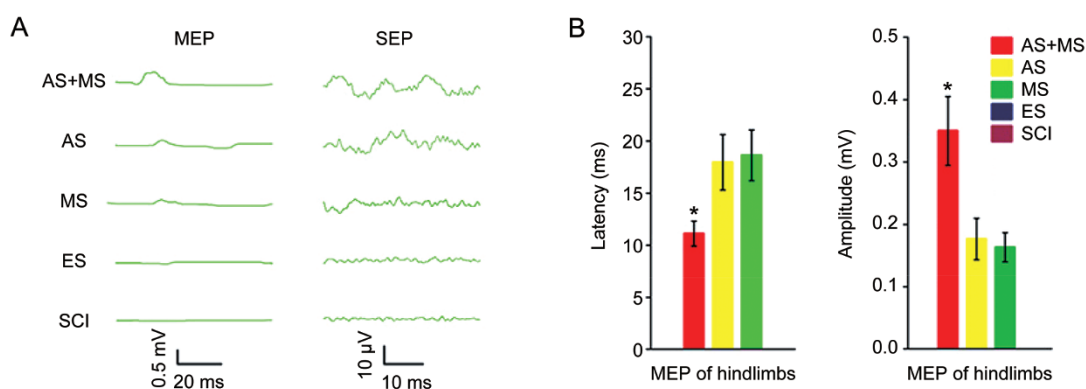 A
MEP SEP
AS+MS
AS
MS
ES
SCI
0.5 mV
20 ms
10 µV
10 ms
B
Latency (ms)
30
25
20
15
10
5
0
*
MEP of hindlimbs
Amplitude (mV)
0.5
0.4
0.3
0.2
0.1
0.0
*
MEP of hindlimbs
AS+MS
AS
MS
ES
SCI